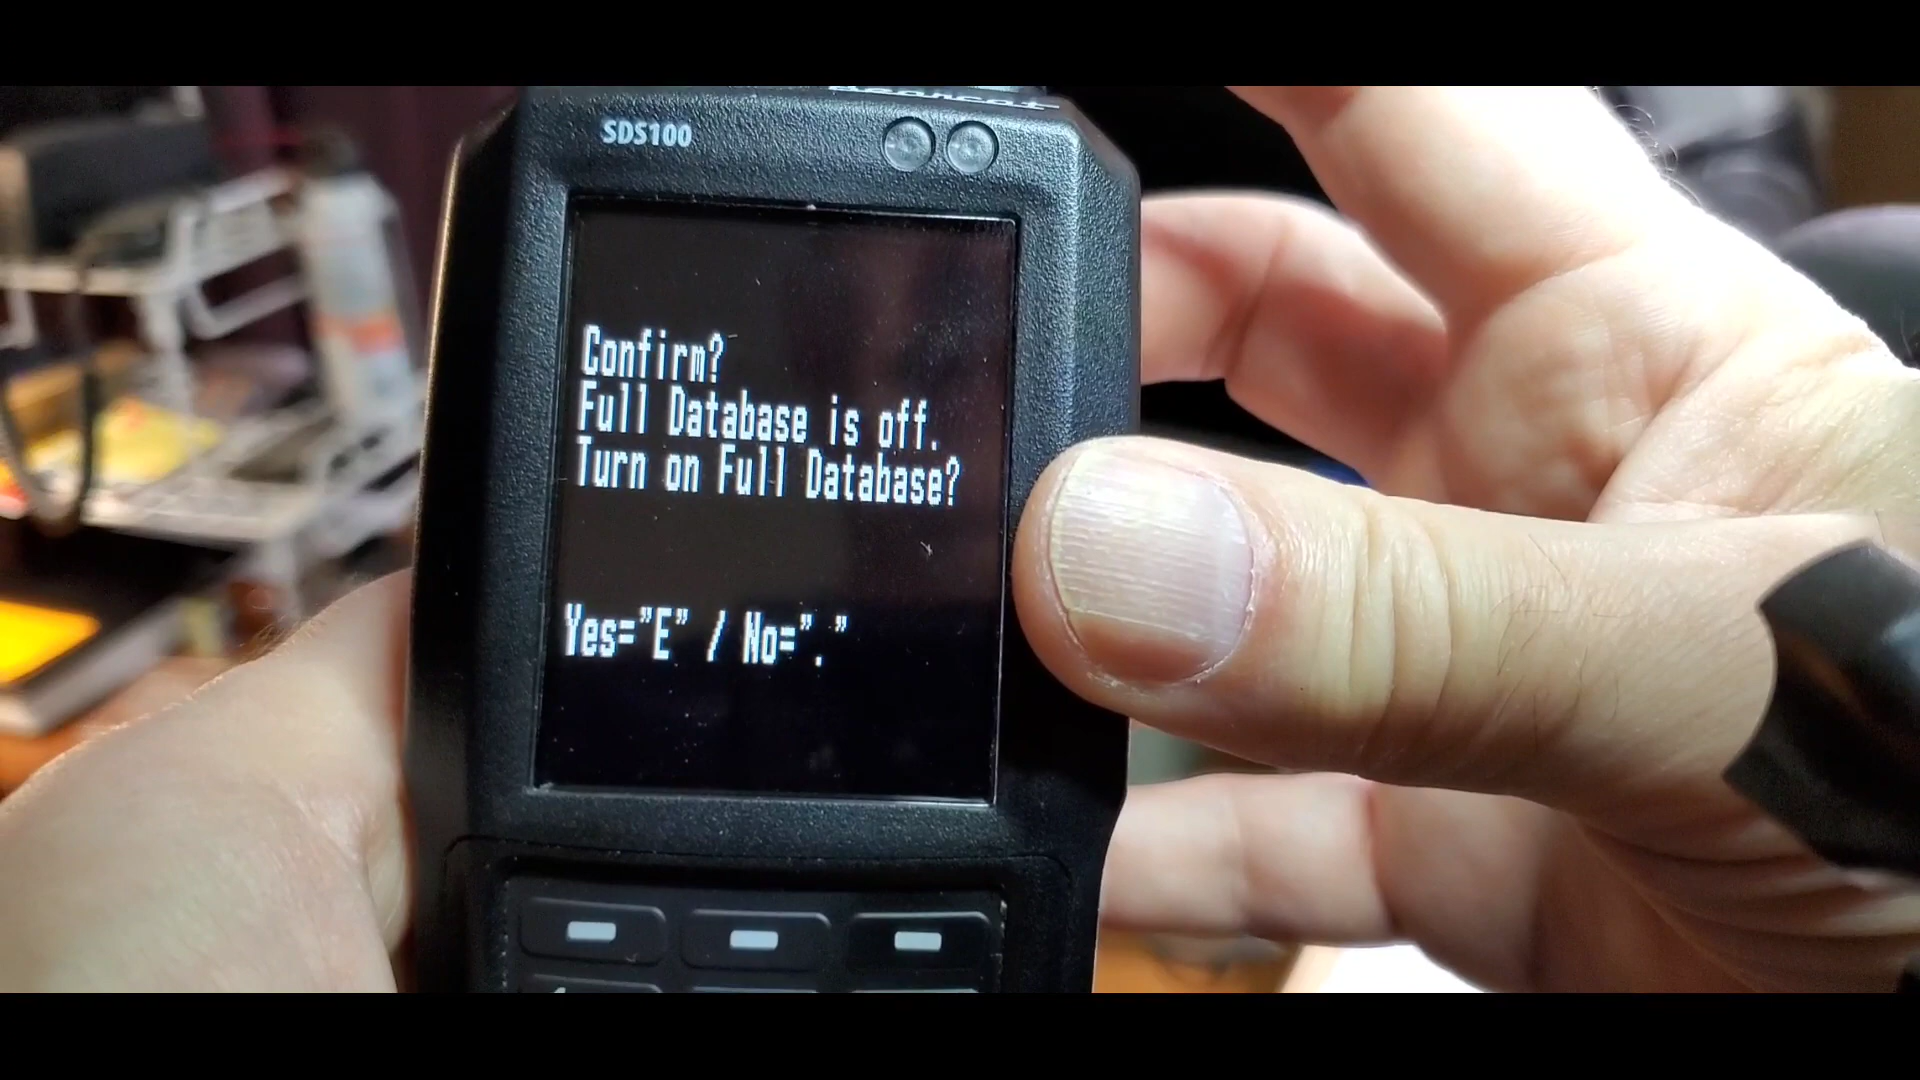 SDS100
Confirm?
Full Database is off.
Turn on Full Database?
Yes="E" / No="."